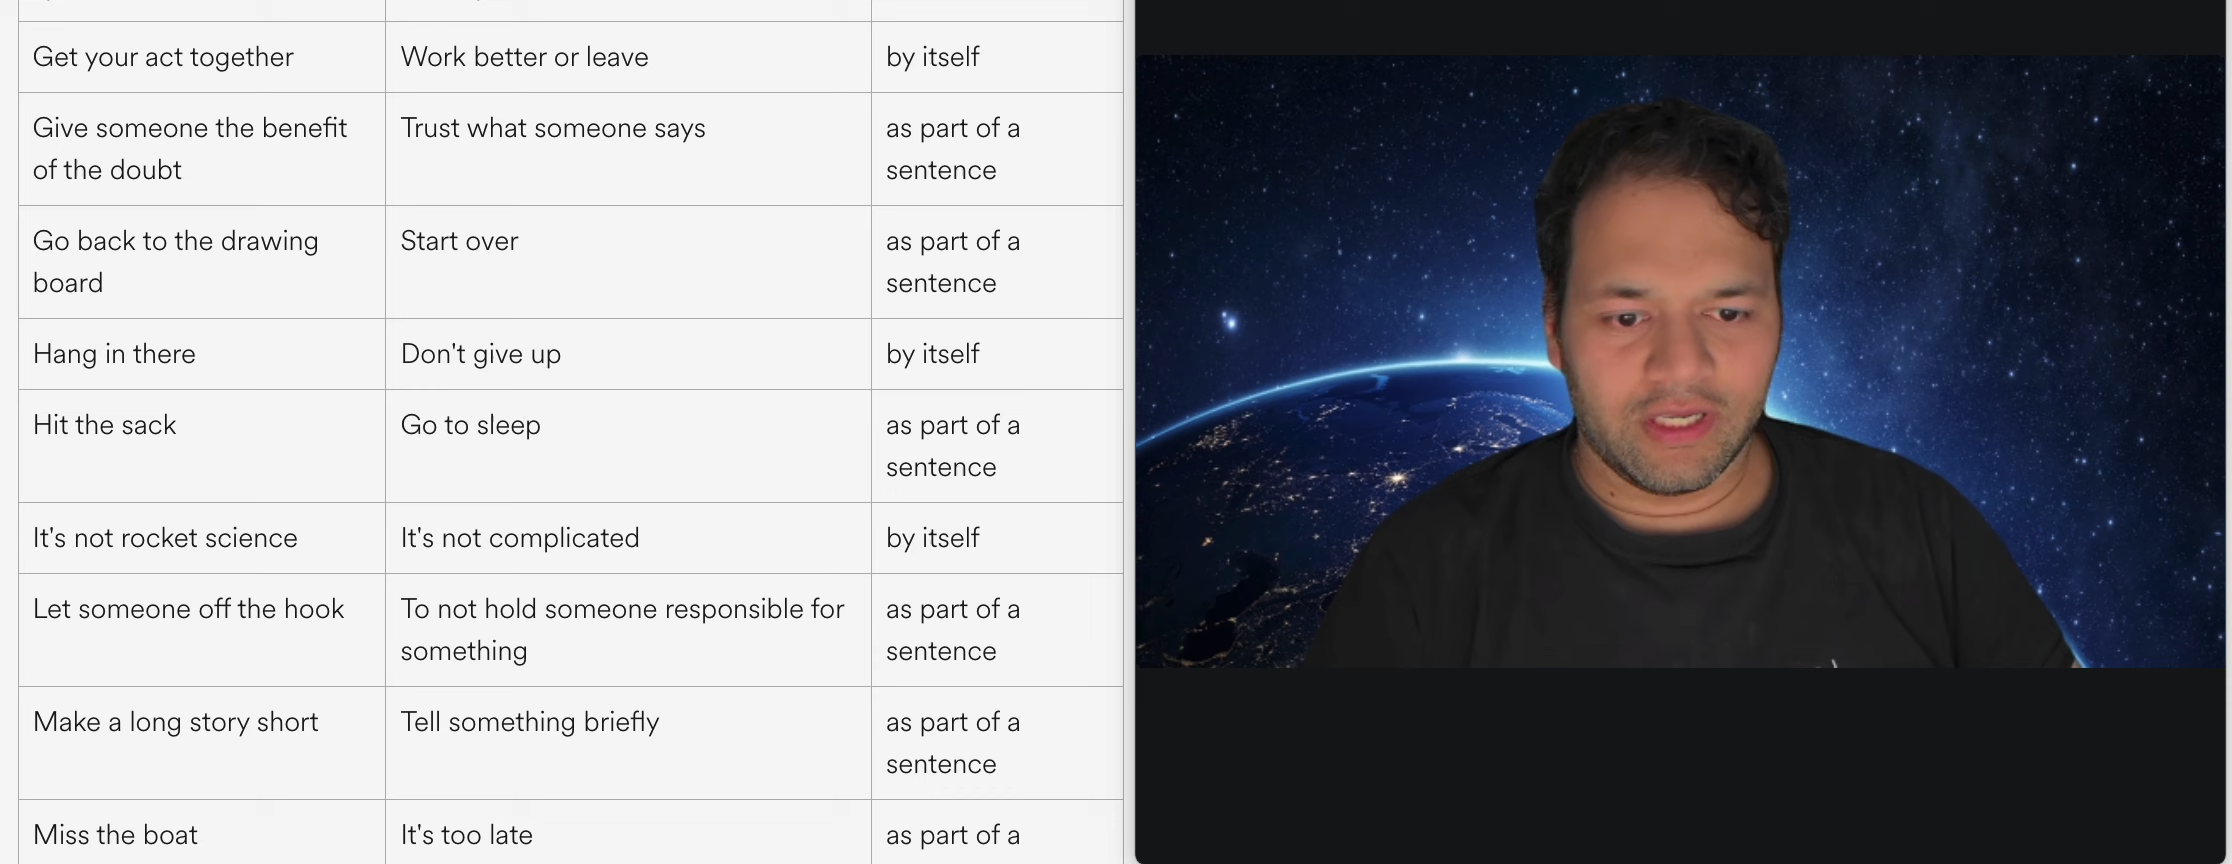 Get your act together
Work better or leave
by itself
Give someone the benefit
of the doubt
Trust what someone says
as part of a
sentence
Go back to the drawing
board
Start over
as part of a
sentence
Hang in there
Don't give up
by itself
Hit the sack
Go to sleep
as part of a
sentence
It's not rocket science
It's not complicated
by itself
Let someone off the hook
To not hold someone responsible for
something
as part of a
sentence
Make a long story short
Tell something briefly
as part of a
sentence
Miss the boat
It's too late
as part of a